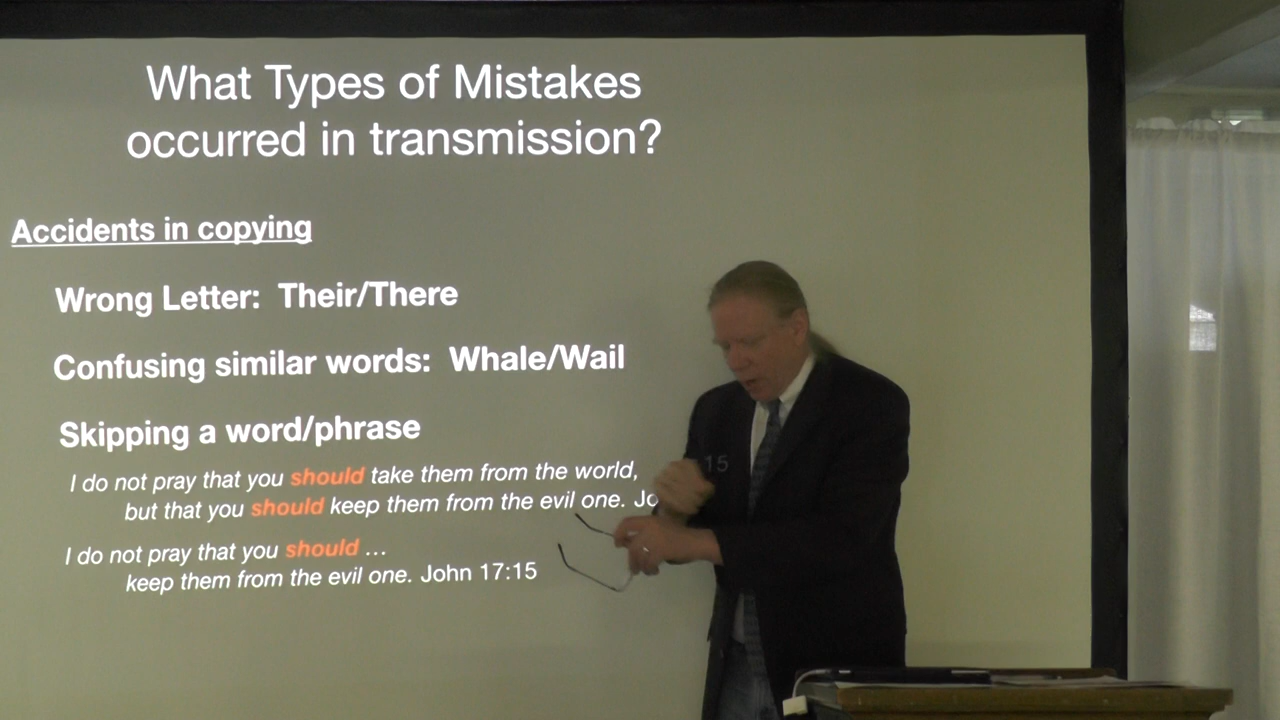 What Types of Mistakes
occurred in transmission?
Accidents in copying
Wrong Letter: Their/There
Confusing similar words: Whale/Wail
Skipping a word/phrase
I do not pray that you should take them from the world,
but that you should keep them from the evil one. Jo :15
I do not pray that you should ...
keep them from the evil one. John 17:15